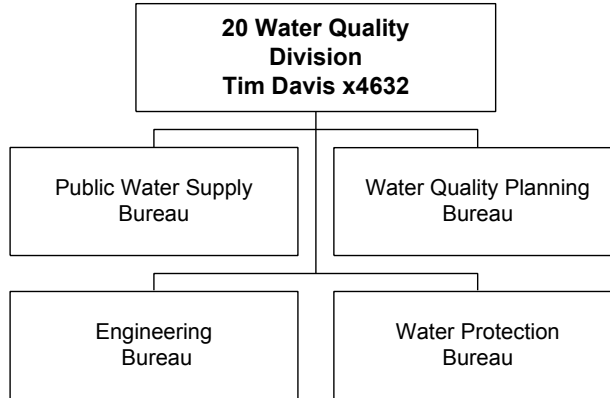 20 Water Quality
Division
Tim Davis x4632
Public Water Supply
Bureau
Water Quality Planning
Bureau
Engineering
Bureau
Water Protection
Bureau